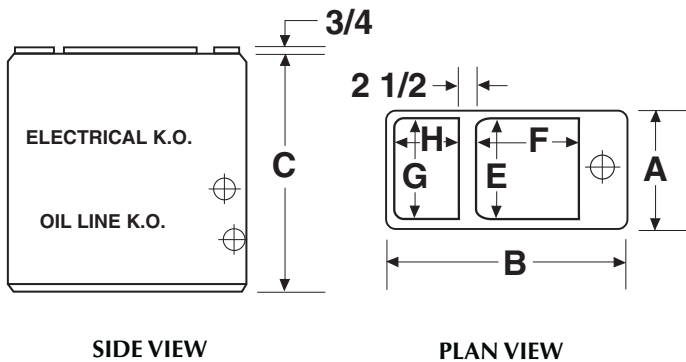 3/4
2 1/2
ELECTRICAL K.O.
OIL LINE K.O.
C
H
F
G
E
A
B
SIDE VIEW
PLAN VIEW